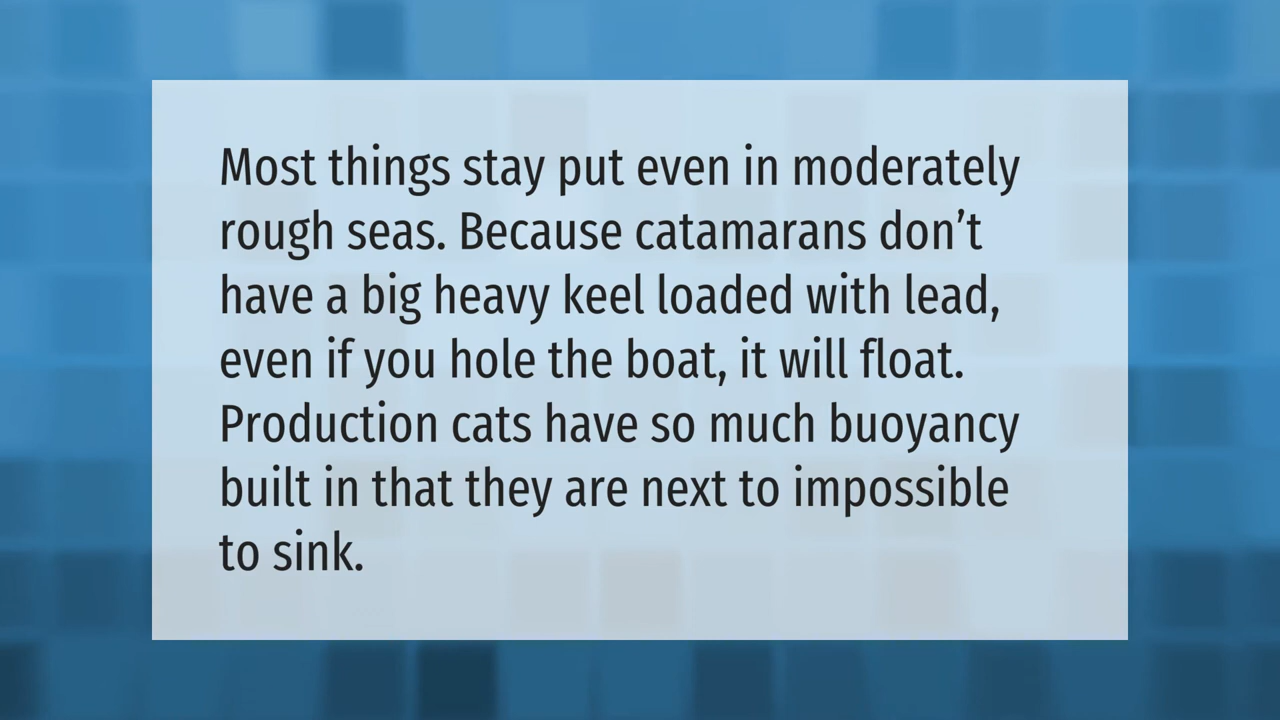 Most things stay put even in moderately
rough seas. Because catamarans don’t
have a big heavy keel loaded with lead,
even if you hole the boat, it will float.
Production cats have so much buoyancy
built in that they are next to impossible
to sink.